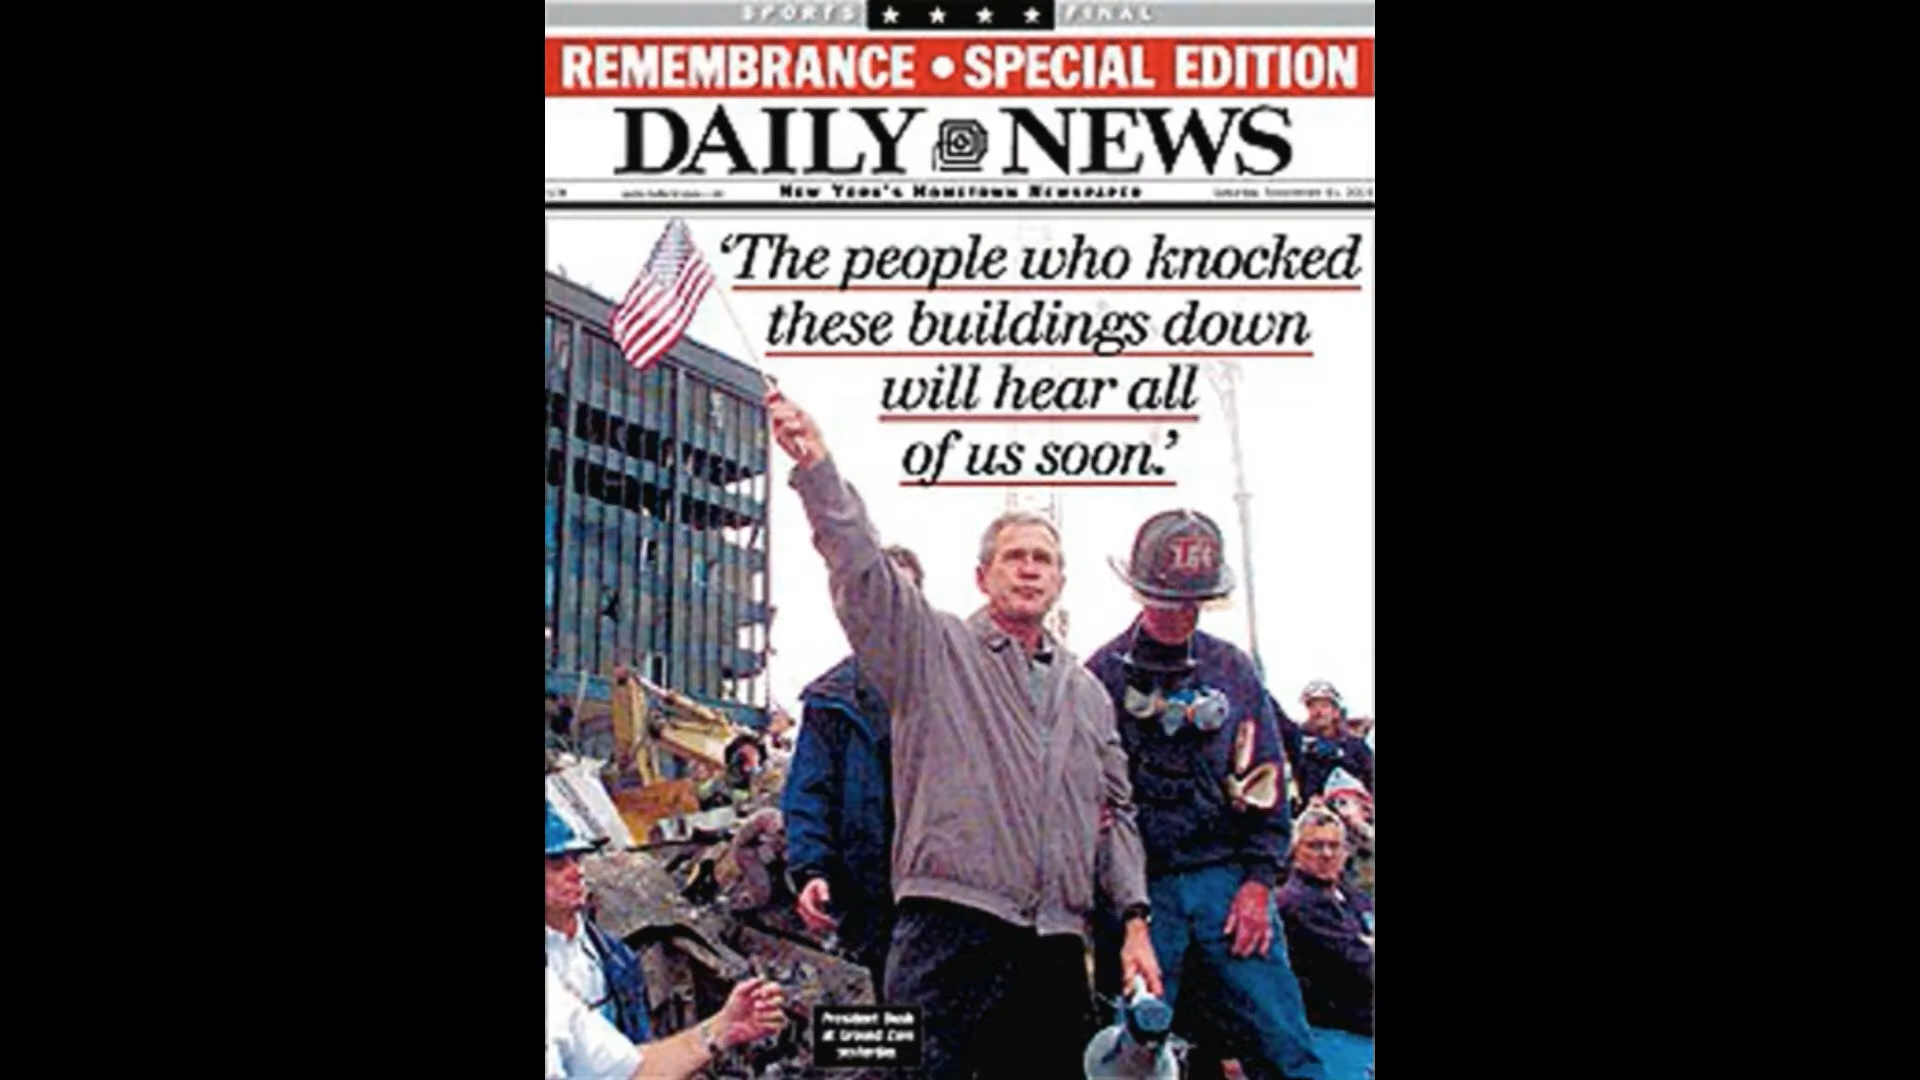 SPORTS ★ ★ ★ ★ FINAL
REMEMBRANCE • SPECIAL EDITION
DAILY NEWS
NEW YORK'S HOMETOWN NEWSPAPER
'The people who knocked
these buildings down
will hear all
of us soon.'
President Bush
at Ground Zero
yesterday